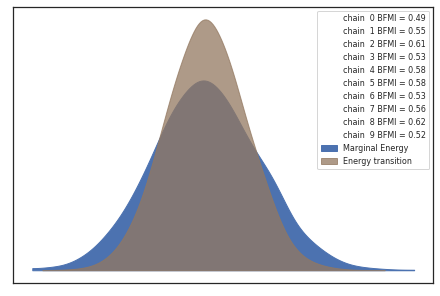 chain  0 BFMI = 0.49
chain  1 BFMI = 0.55
chain  2 BFMI = 0.61
chain  3 BFMI = 0.53
chain  4 BFMI = 0.58
chain  5 BFMI = 0.58
chain  6 BFMI = 0.53
chain  7 BFMI = 0.56
chain  8 BFMI = 0.62
chain  9 BFMI = 0.52
Marginal Energy
Energy transition